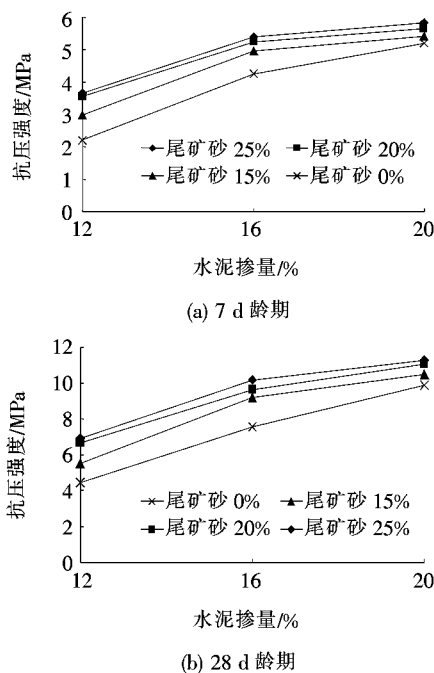 6
5
4
3
2
1
0
抗压强度/MPa
尾矿砂 25% 尾矿砂 20%
尾矿砂 15% 尾矿砂 0%
12 16 20
水泥掺量/%
(a) 7 d 龄期
12
10
8
6
4
2
0
抗压强度/MPa
尾矿砂 0% 尾矿砂 15%
尾矿砂 20% 尾矿砂 25%
12 16 20
水泥掺量/%
(b) 28 d 龄期